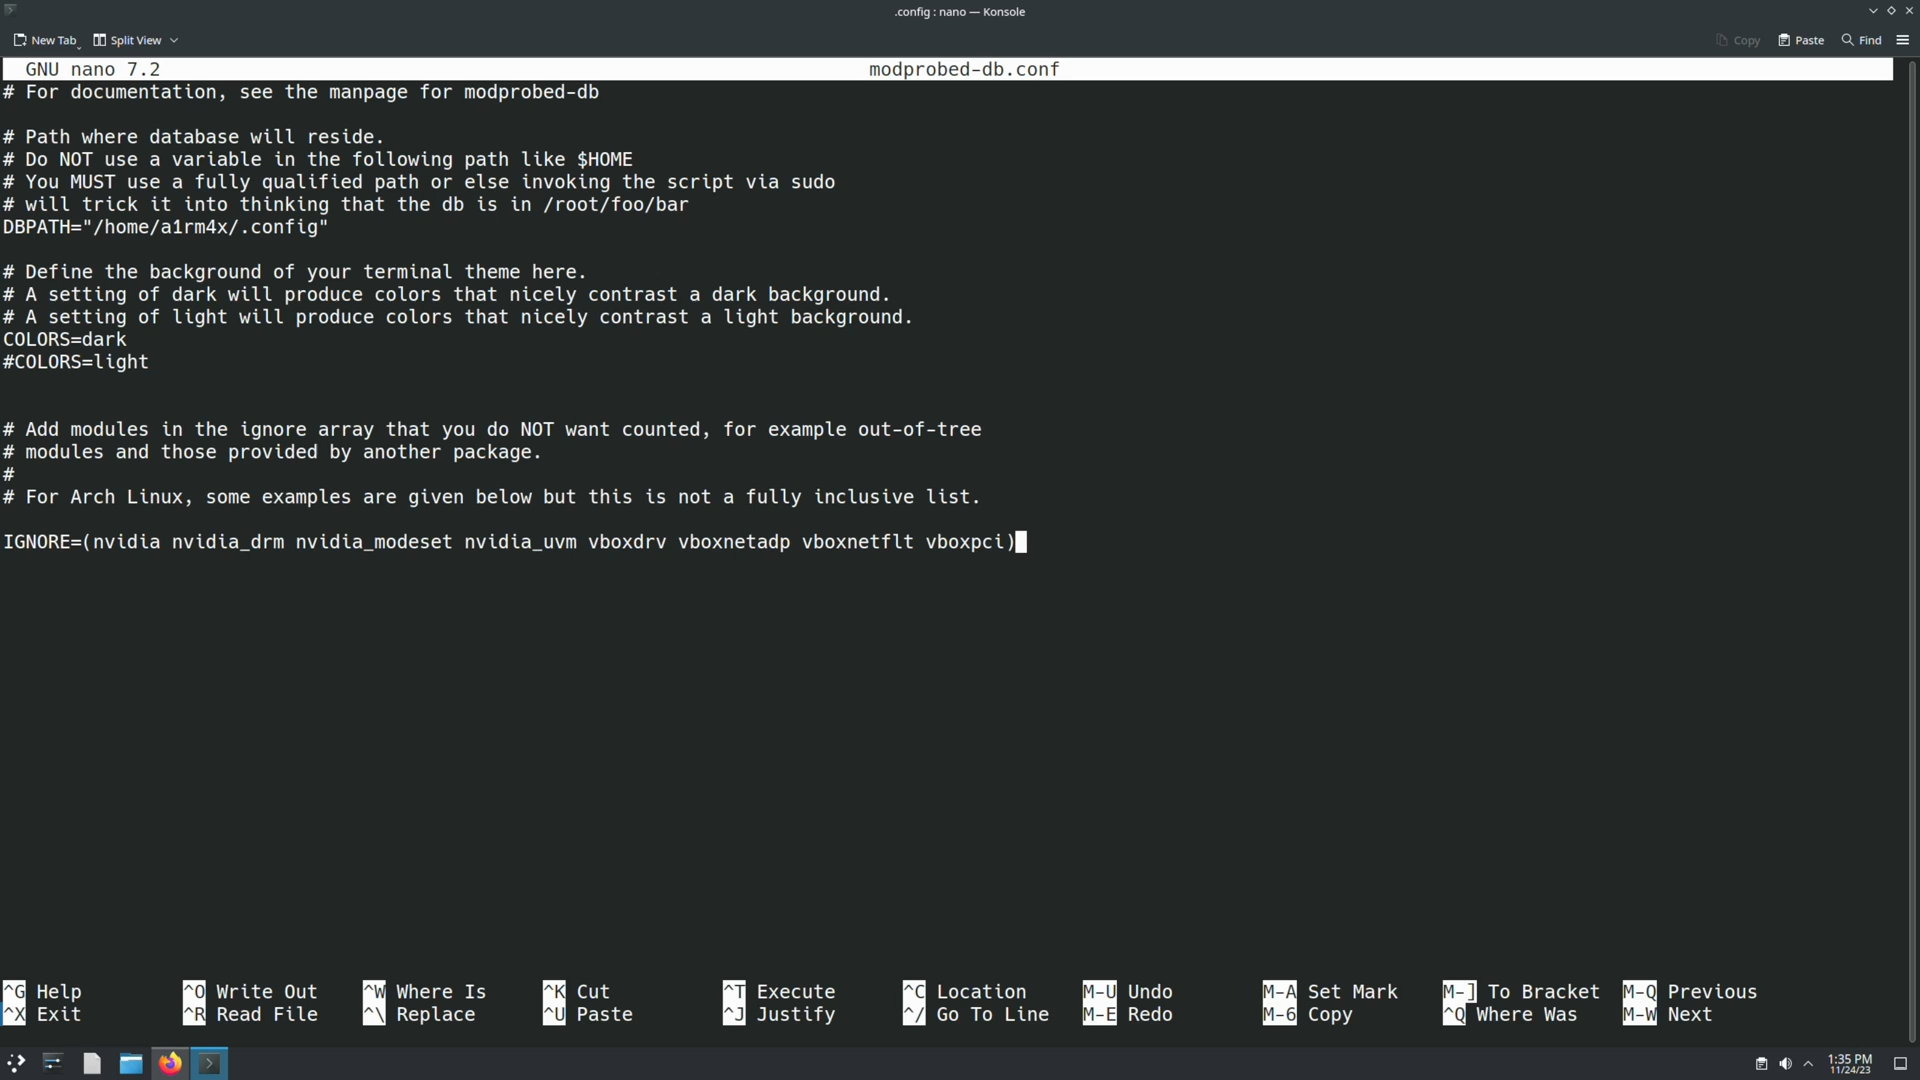 .config : nano — Konsole
New Tab Split View Copy Paste Find
GNU nano 7.2 modprobed-db.conf
# For documentation, see the manpage for modprobed-db
# Path where database will reside.
# Do NOT use a variable in the following path like $HOME
# You MUST use a fully qualified path or else invoking the script via sudo
# will trick it into thinking that the db is in /root/foo/bar
DBPATH="/home/a1rm4x/.config"
# Define the background of your terminal theme here.
# A setting of dark will produce colors that nicely contrast a dark background.
# A setting of light will produce colors that nicely contrast a light background.
COLORS=dark
#COLORS=light
# Add modules in the ignore array that you do NOT want counted, for example out-of-tree
# modules and those provided by another package.
#
# For Arch Linux, some examples are given below but this is not a fully inclusive list.
IGNORE=(nvidia nvidia_drm nvidia_modeset nvidia_uvm vboxdrv vboxnetadp vboxnetflt vboxpci)
^G Help ^O Write Out ^W Where Is ^K Cut ^T Execute ^C Location M-U Undo M-A Set Mark M-] To Bracket M-Q Previous
^X Exit ^R Read File ^\ Replace ^U Paste ^J Justify ^/ Go To Line M-E Redo M-6 Copy ^Q Where Was M-W Next
1:35 PM
11/24/23